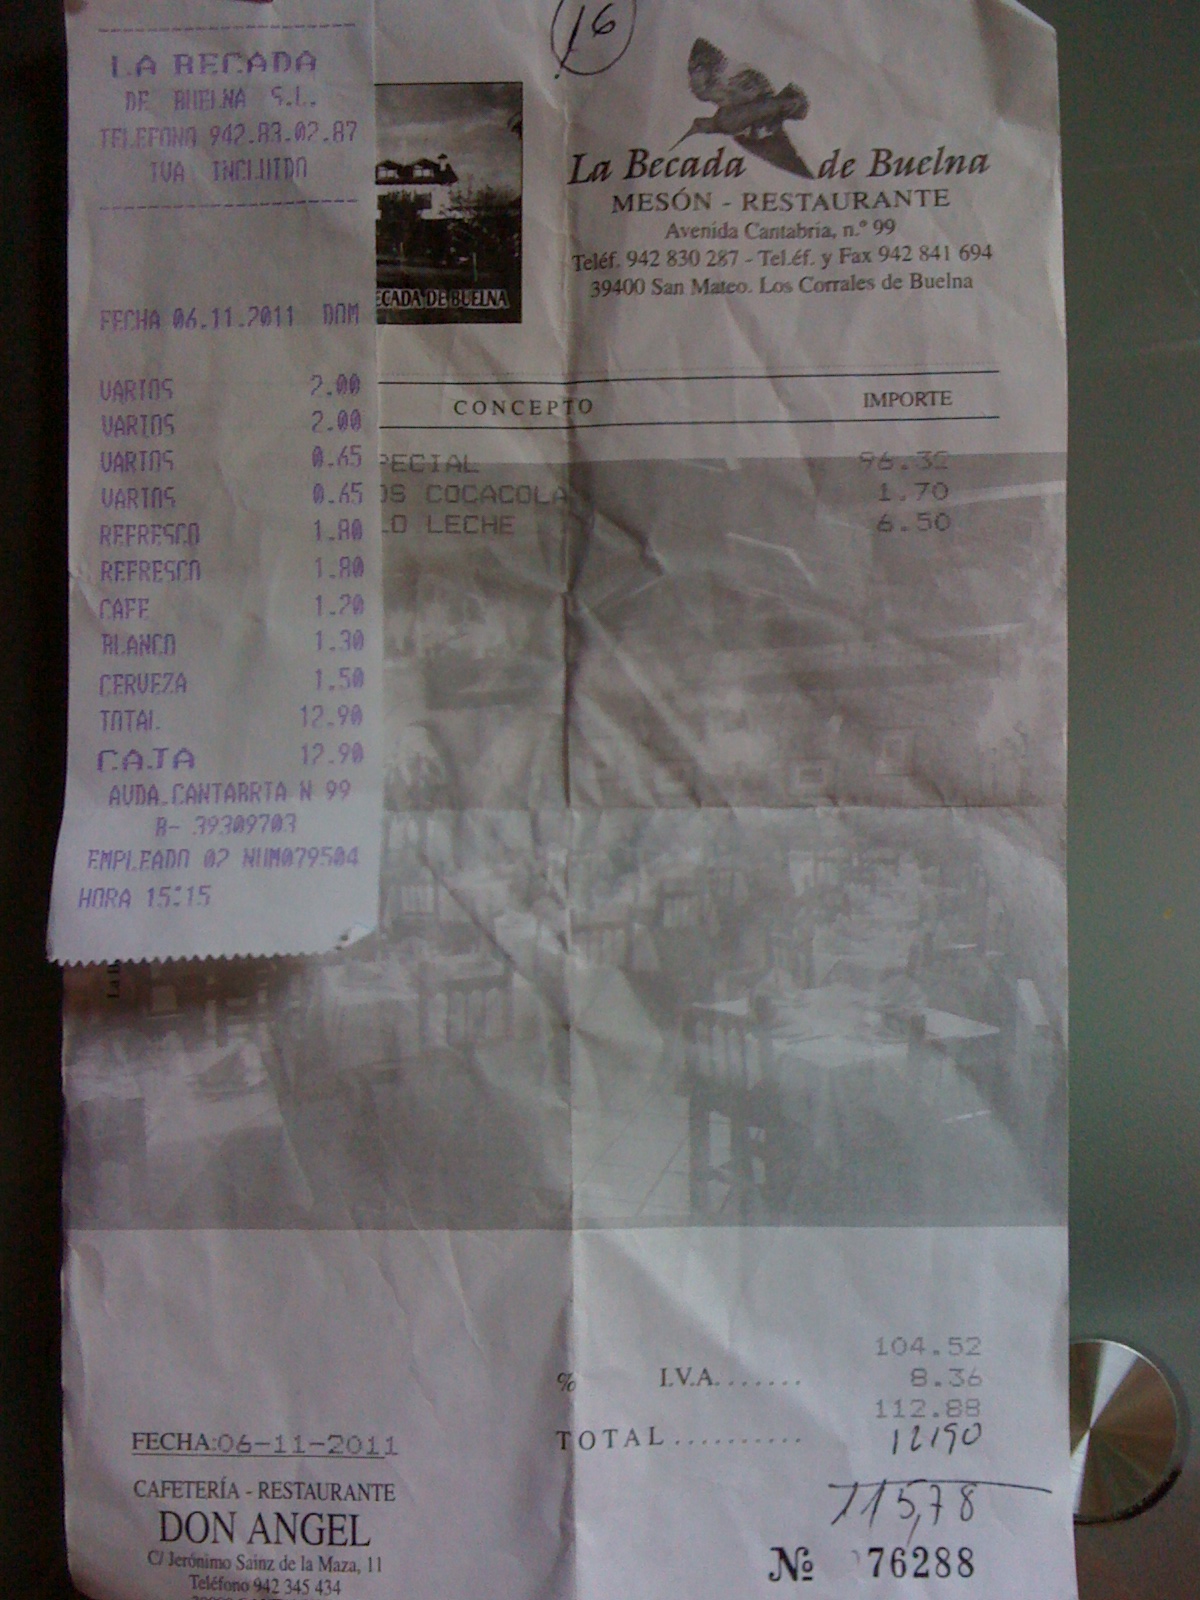 LA BECADA
DE BUELNA S.L.
TELEFONO 942.83.02.87
IVA INCLUIDO
FECHA 06.11.2011 DOM
VARIOS 2.00
VARIOS 2.00
VARIOS 0.65
VARIOS 0.65
REFRESCO 1.80
REFRESCO 1.80
CAFE 1.20
BLANCO 1.30
CERVEZA 1.50
TOTAL 12.90
CAJA 12.90
AVDA.CANTABRIA N 99
B- 39309703
EMPLEADO 02 NUM079504
HORA 15:15
16
ECADA DE BUELNA
La Becada de Buelna
MESÓN - RESTAURANTE
Avenida Cantabria, n.º 99
Teléf. 942 830 287 - Tel.éf. y Fax 942 841 694
39400 San Mateo. Los Corrales de Buelna
CONCEPTO IMPORTE
PECIAL 96.32
OS COCACOLA 1.70
LO LECHE 6.50
104.52
% I.V.A....... 8.36
112.88
TOTAL.......... 12,90
115,78
Nº 76288
FECHA:06-11-2011
CAFETERÍA - RESTAURANTE
DON ANGEL
C/ Jerónimo Sainz de la Maza, 11
Teléfono 942 345 434